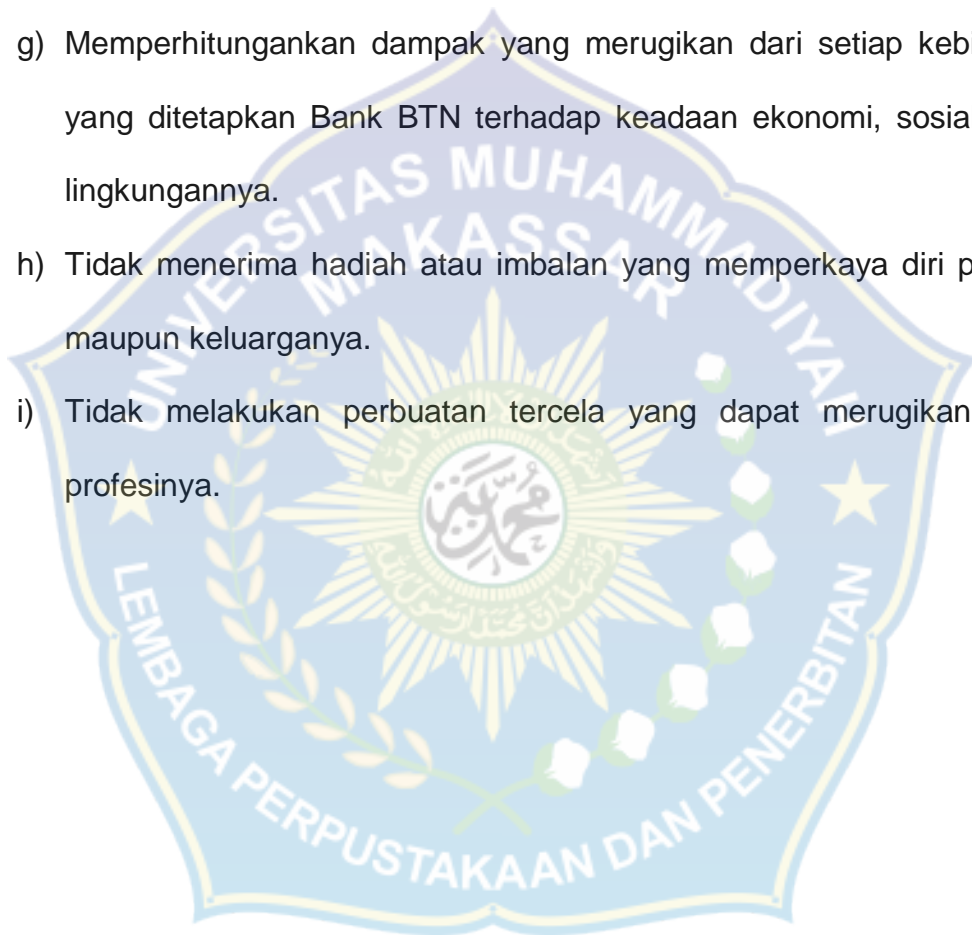 g) Memperhitungankan dampak yang merugikan dari setiap keb
yang ditetapkan Bank BTN terhadap keadaan ekonomi, sosia
lingkungannya.
h) Tidak menerima hadiah atau imbalan yang memperkaya diri p
maupun keluarganya.
i) Tidak melakukan perbuatan tercela yang dapat merugikan
profesinya.
UNIVERSITAS MUHAMMADIYAH
MAKASSAR
محمدية
LEMBAGA PERPUSTAKAAN DAN PENERBITAN